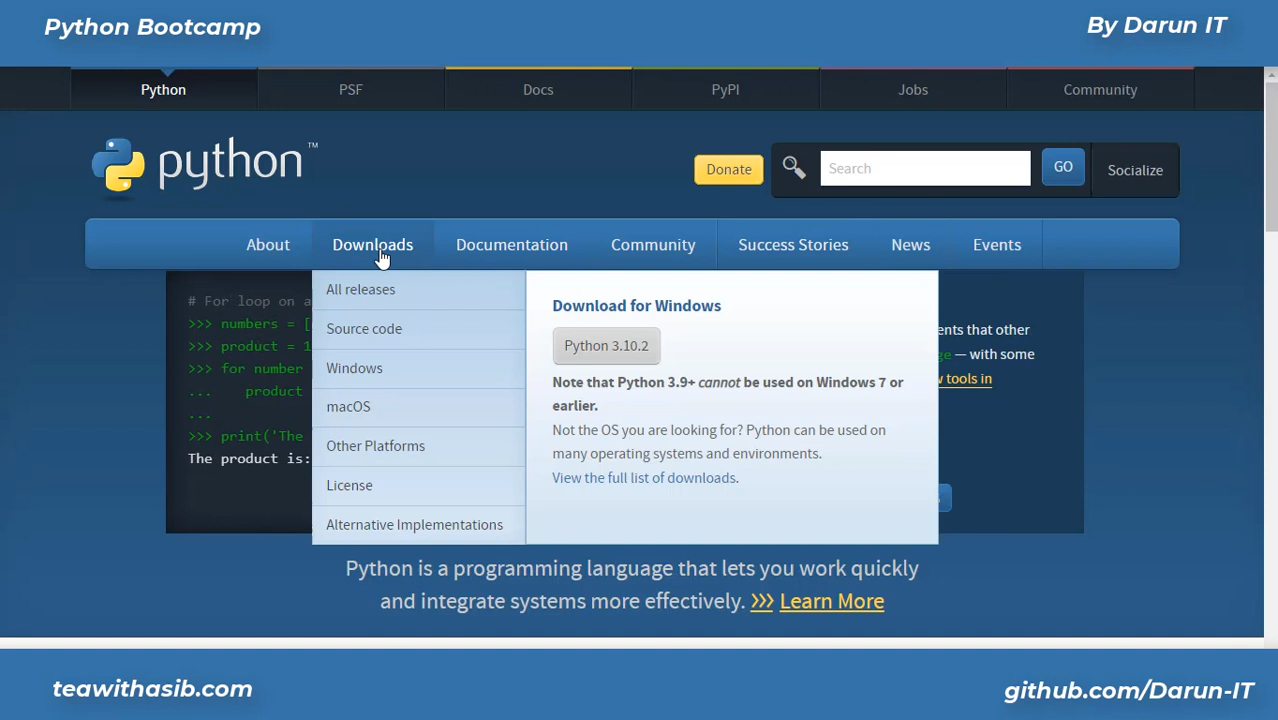 Python Bootcamp
By Darun IT
Python
PSF
Docs
PyPI
Jobs
Community
python™
Donate
Search
GO
Socialize
About
Downloads
Documentation
Community
Success Stories
News
Events
# For loop on a
>>> numbers = [
>>> product = 1
>>> for number
... product
...
>>> print('The
The product is:
All releases
Source code
Windows
macOS
Other Platforms
License
Alternative Implementations
Download for Windows
Python 3.10.2
Note that Python 3.9+ cannot be used on Windows 7 or
earlier.
Not the OS you are looking for? Python can be used on
many operating systems and environments.
View the full list of downloads.
ents that other
ge — with some
w tools in
Python is a programming language that lets you work quickly
and integrate systems more effectively. >>> Learn More
teawithasib.com
github.com/Darun-IT